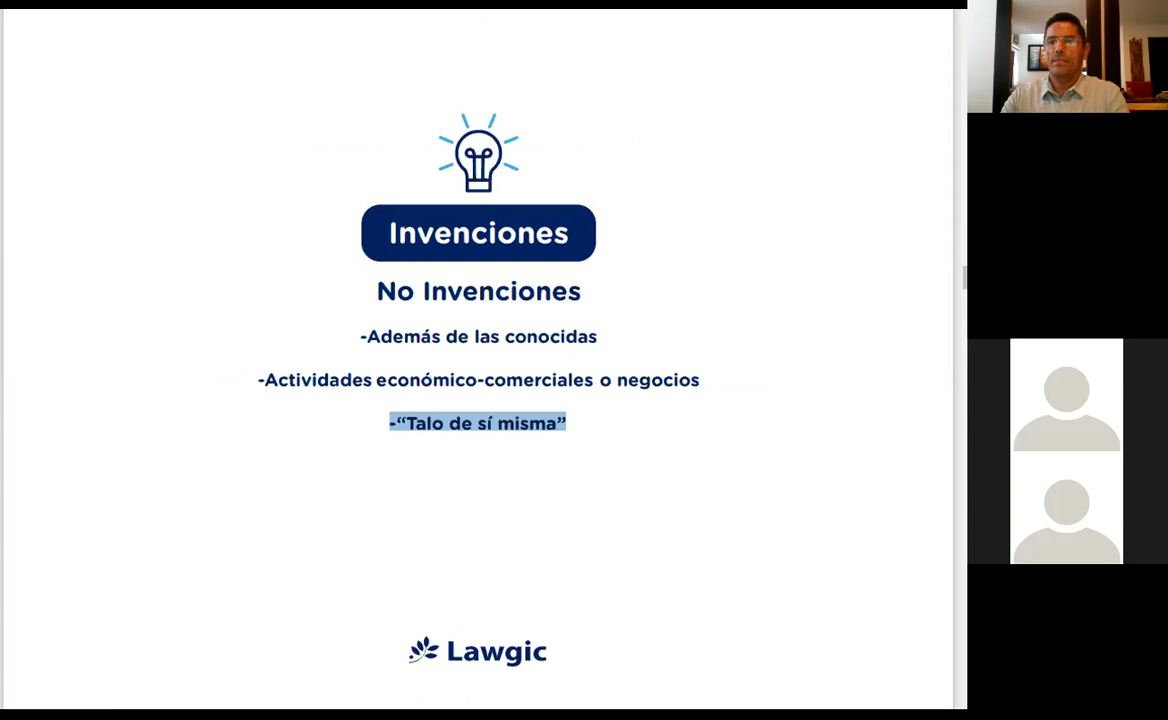 Invenciones
No Invenciones
-Además de las conocidas
-Actividades económico-comerciales o negocios
-“Talo de sí misma”
Lawgic